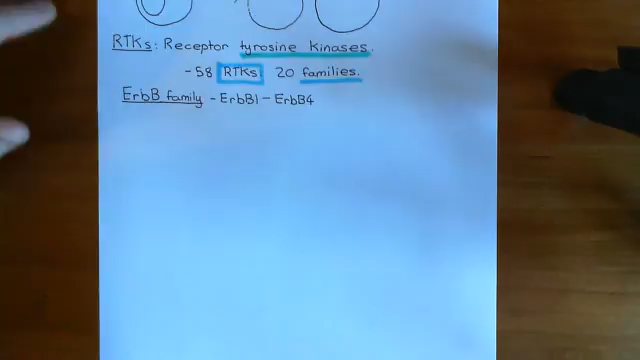 RTKs: Receptor tyrosine kinases.
- 58 RTKs. 20 families.
ErbB family - ErbB1 - ErbB4